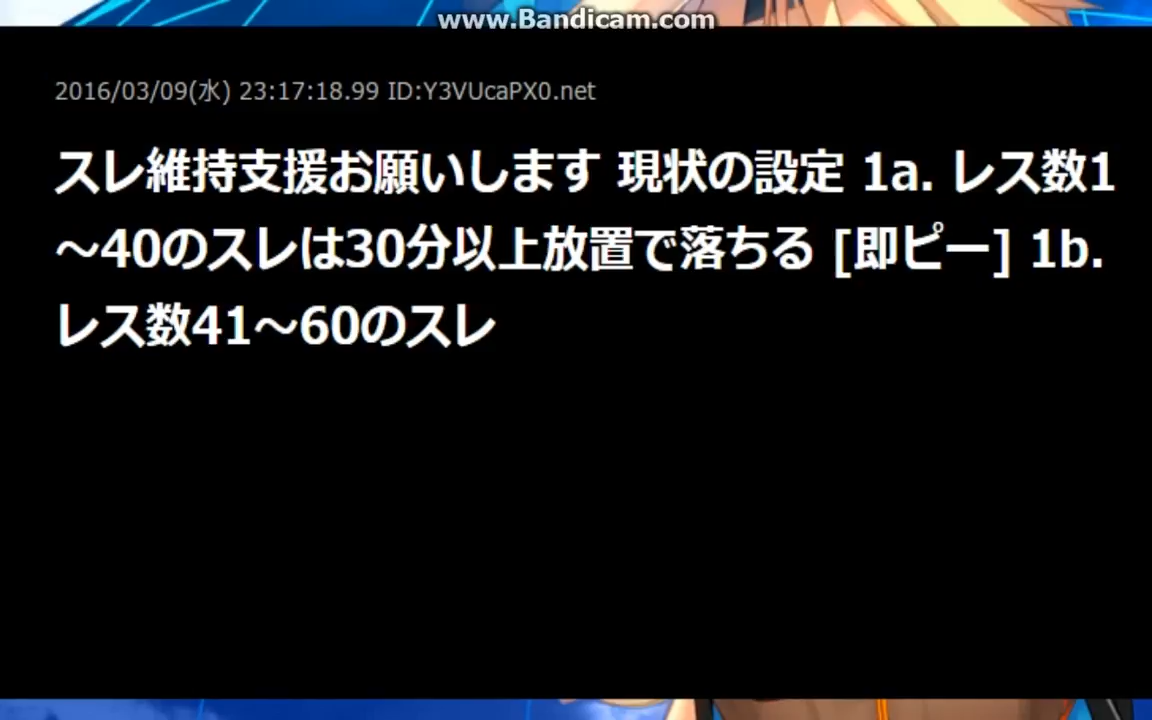 www.Bandicam.com
2016/03/09(水) 23:17:18.99 ID:Y3VUcaPX0.net
スレ維持支援お願いします 現状の設定 1a. レス数1
～40のスレは30分以上放置で落ちる [即ピー] 1b.
レス数41～60のスレ